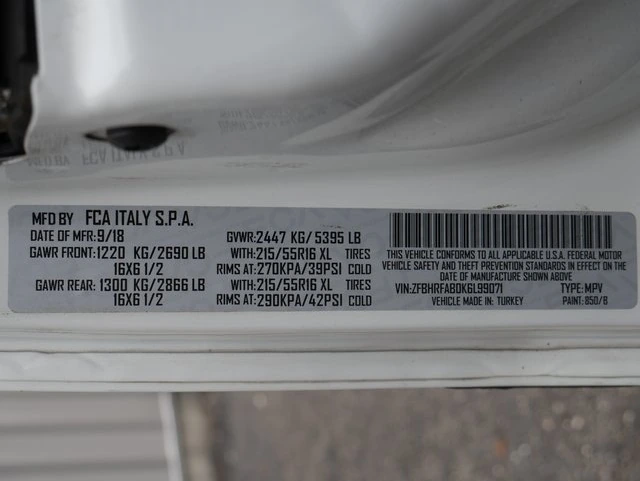 FCA ITALY S.P.A
MFD BY FCA ITALY S.P.A.
DATE OF MFR: 9/18 GVWR: 2447 KG/ 5395 LB
GAWR FRONT: 1220 KG/2690 LB WITH: 215/55R16 XL TIRES
16X6 1/2 RIMS AT: 270KPA/39PSI COLD
GAWR REAR: 1300 KG/2866 LB WITH: 215/55R16 XL TIRES
16X6 1/2 RIMS AT: 290KPA/42PSI COLD
THIS VEHICLE CONFORMS TO ALL APPLICABLE U.S.A. FEDERAL MOTOR
VEHICLE SAFETY AND THEFT PREVENTION STANDARDS IN EFFECT ON THE
DATE OF MANUFACTURE SHOWN ABOVE
VIN: ZFBHRFAB0K6L99071 TYPE: MPV
VEHICLE MADE IN: TURKEY PAINT: 850/B